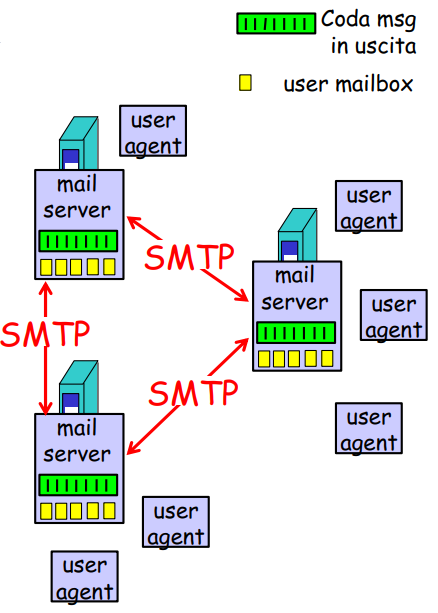 Coda msg
in uscita
user mailbox
user
agent
mail
server
SMTP
user
agent
mail
server
user
agent
SMTP
SMTP
user
agent
mail
server
user
agent
user
agent